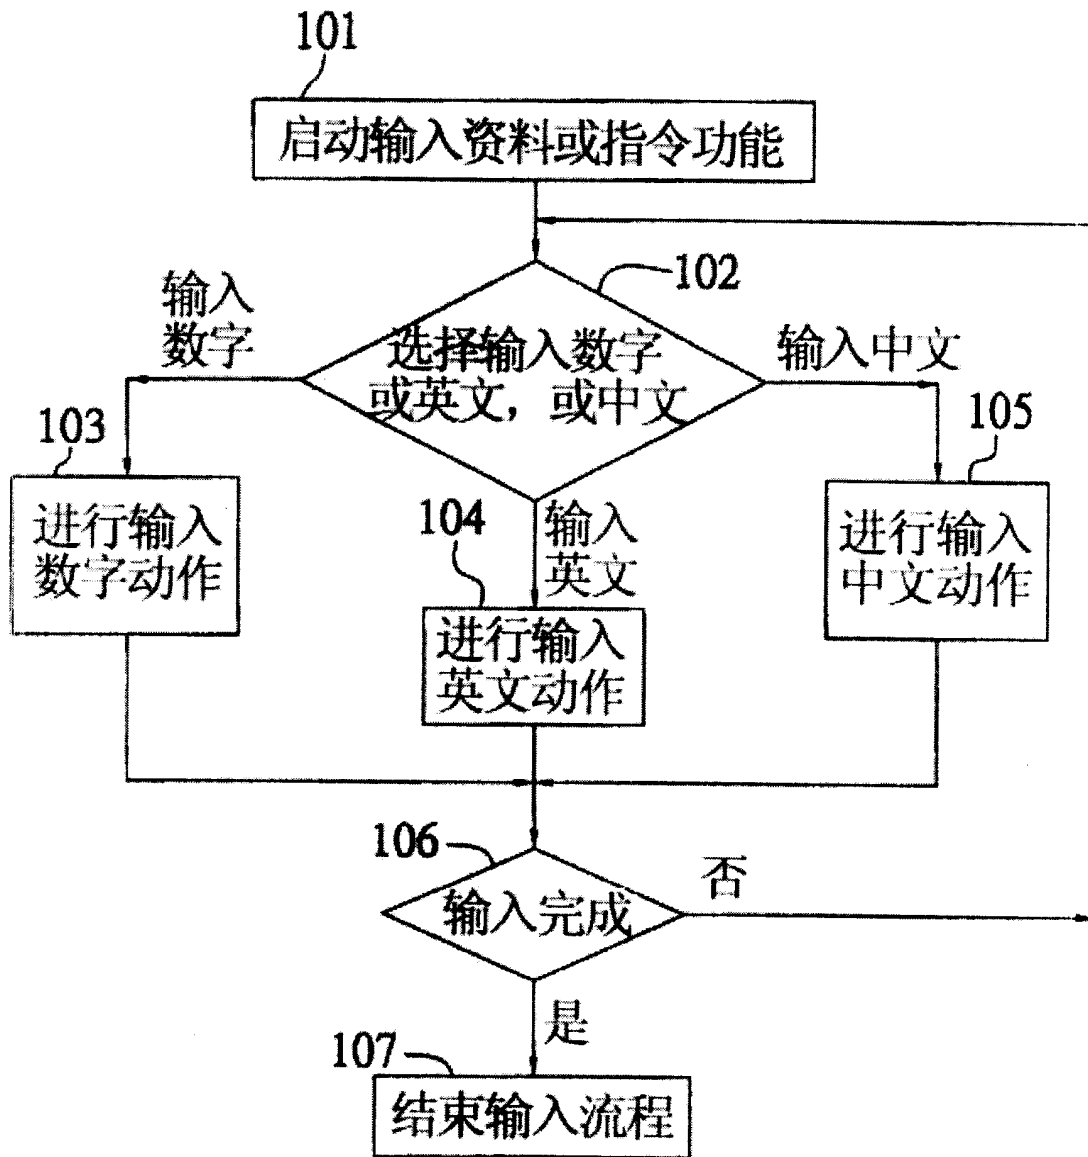 101
启动输入资料或指令功能
102
输入
数字
选择输入数字
或英文，或中文
输入中文
103
进行输入
数字动作
104
输入
英文
进行输入
英文动作
105
进行输入
中文动作
106
输入完成
否
是
107
结束输入流程